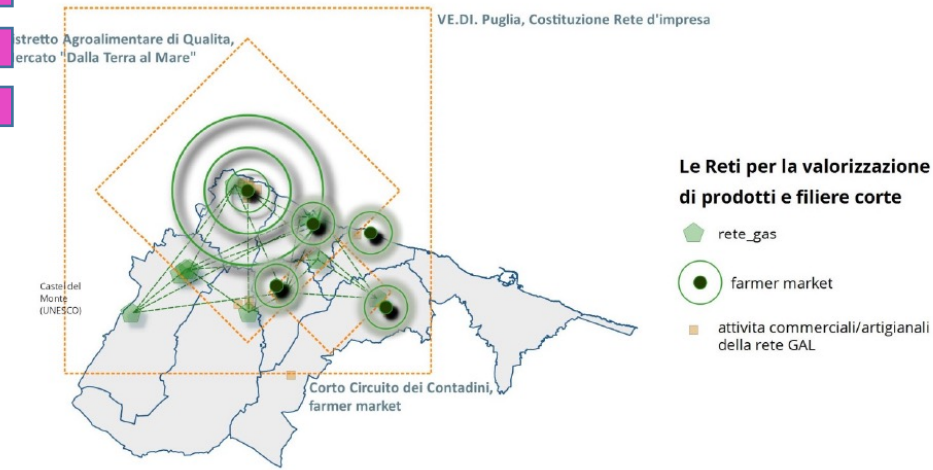 VE.DI. Puglia, Costituzione Rete d'impresa
stretto Agroalimentare di Qualita,
ercato "Dalla Terra al Mare"
Le Reti per la valorizzazione
di prodotti e filiere corte
rete_gas
farmer market
attivita commerciali/artigianali
della rete GAL
Castel del
Monte
(UNESCO)
Corto Circuito dei Contadini,
farmer market